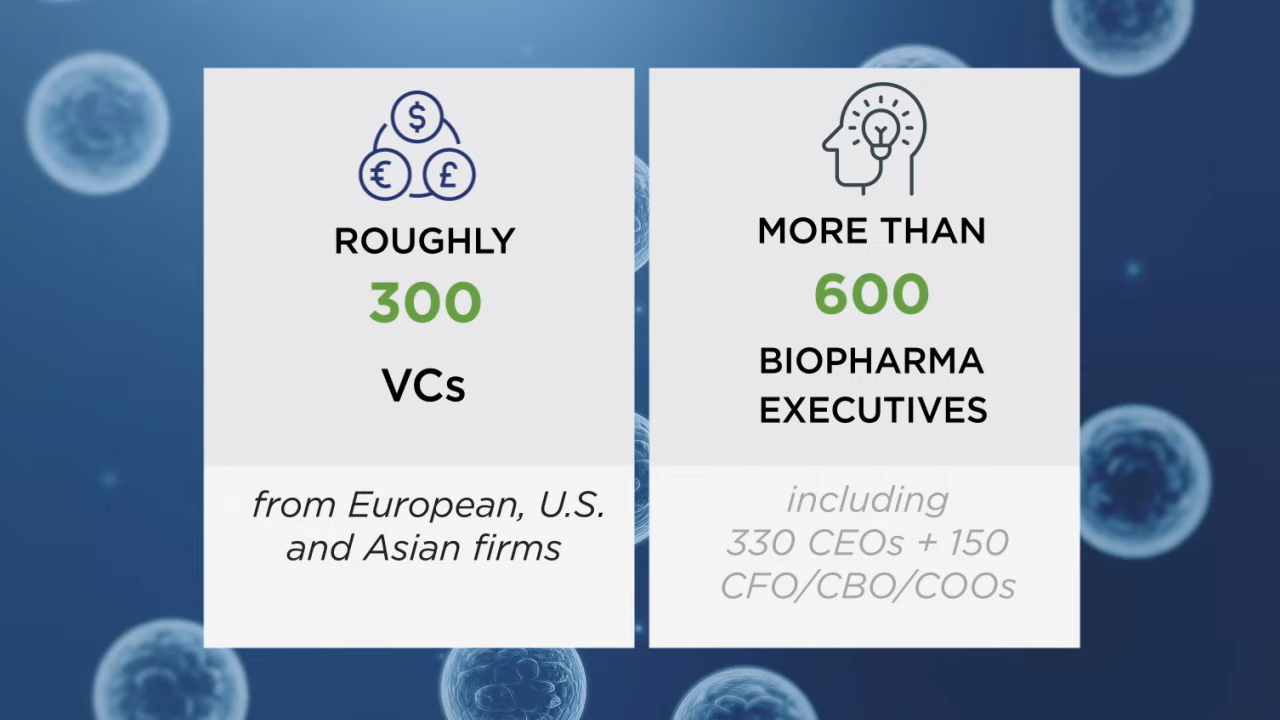 $
€
£
ROUGHLY
300
VCs
from European, U.S.
and Asian firms
MORE THAN
600
BIOPHARMA
EXECUTIVES
including
330 CEOs + 150
CFO/CBO/COOs